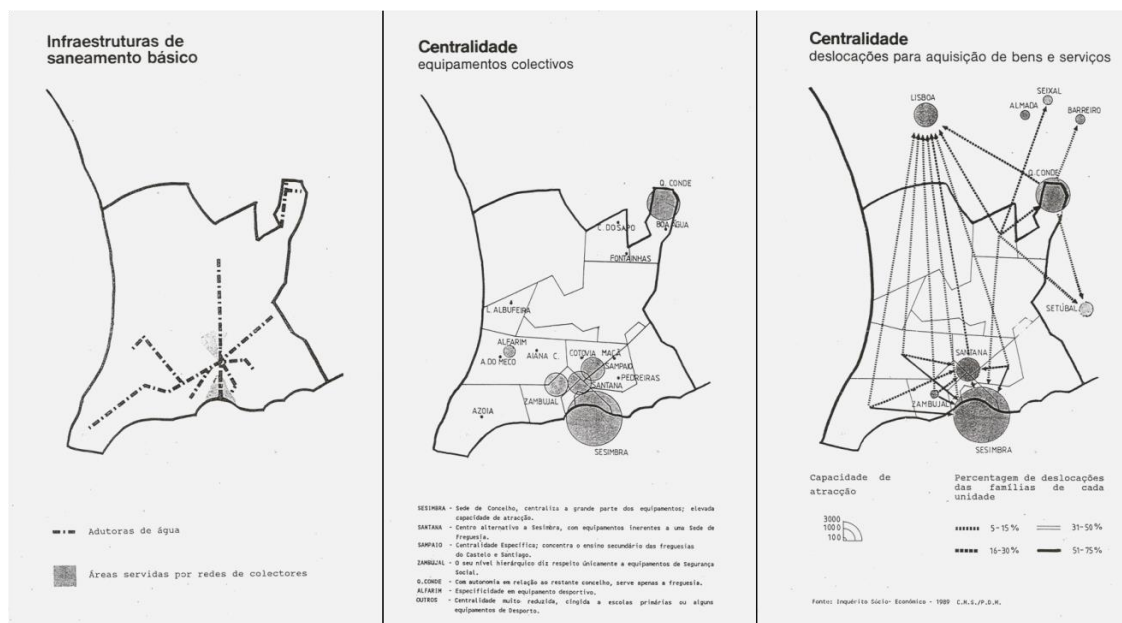 Infraestruturas de
saneamento básico
Adutoras de água
Áreas servidas por redes de colectores
Centralidade
equipamentos colectivos
Q. CONDE
C. DO SAPO
BOA ÁGUA
FONTAINHAS
L. ALBUFEIRA
ALFARIM
A. DO MECO
AIANA C.
COTOVIA
MAÇÃ
SAMPAIO
PEDREIRAS
SANTANA
ZAMBUJAL
AZOIA
SESIMBRA
SESIMBRA - Sede de Concelho, centraliza a grande parte dos equipamentos; elevada
capacidade de atracção.
SANTANA - Centro alternativo a Sesimbra, com equipamentos inerentes a uma Sede de
Freguesia.
SAMPAIO - Centralidade Específica; concentra o ensino secundário das freguesias
do Castelo e Santiago.
ZAMBUJAL - O seu nível hierárquico diz respeito únicamente a equipamentos de Segurança
Social.
Q.CONDE - Com autonomia em relação ao restante concelho, serve apenas a freguesia.
ALFARIM - Especificidade em equipamento desportivo.
OUTROS - Centralidade muito reduzida, cingida a escolas primárias ou alguns
equipamentos de Desporto.
Centralidade
deslocações para aquisição de bens e serviços
LISBOA
SEIXAL
ALMADA
BARREIRO
Q. CONDE
SETÚBAL
SANTANA
ZAMBUJAL
SESIMBRA
Capacidade de
atracção
3000
1000
100
Percentagem de deslocações
das famílias de cada
unidade
5-15%
31-50%
16-30%
51-75%
Fonte: Inquérito Sócio-Económico - 1989 C.M.S./P.D.M.